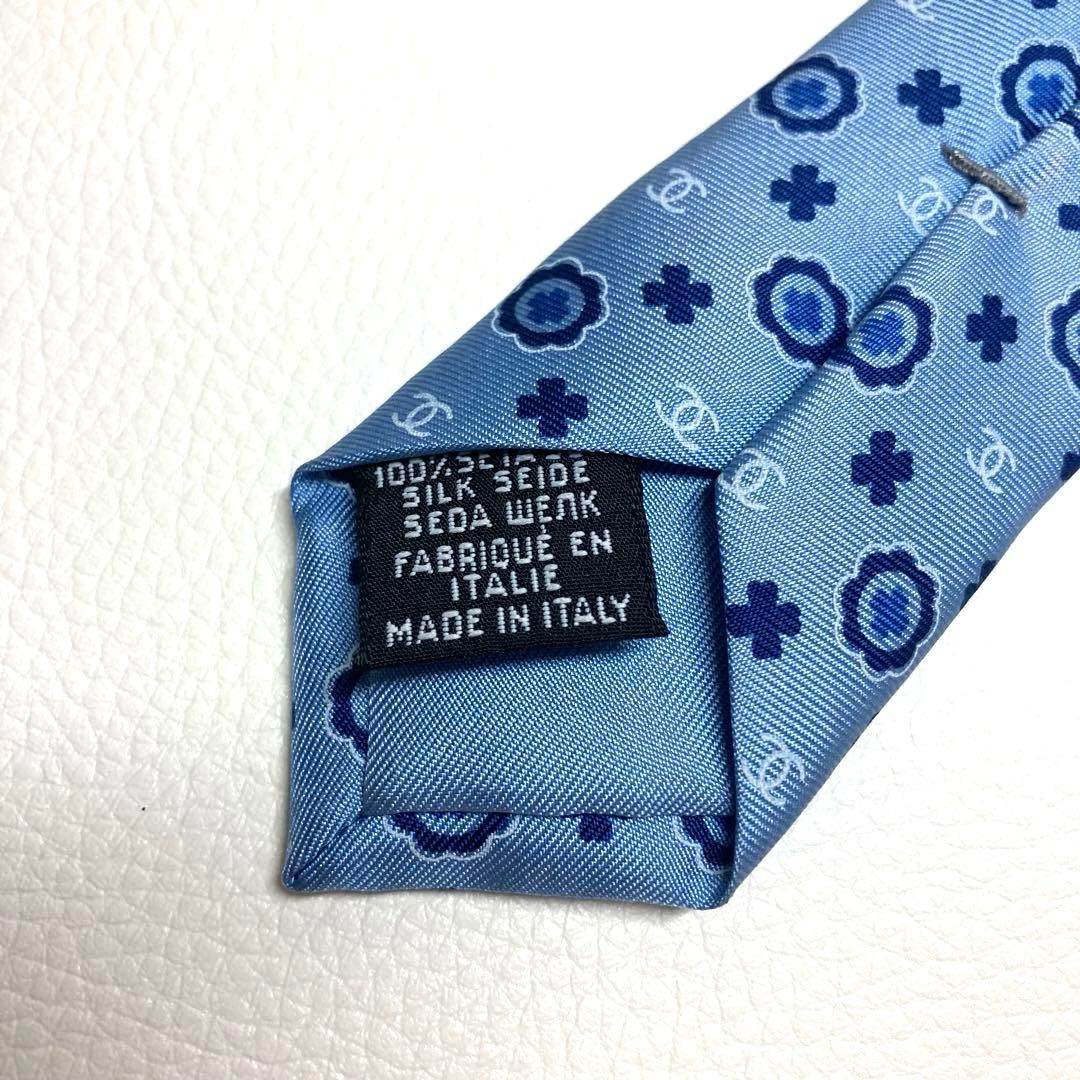 100%
SILK SEIDE
SEDA ШЕЛК
FABRIQUÉ EN
ITALIE
MADE IN ITALY